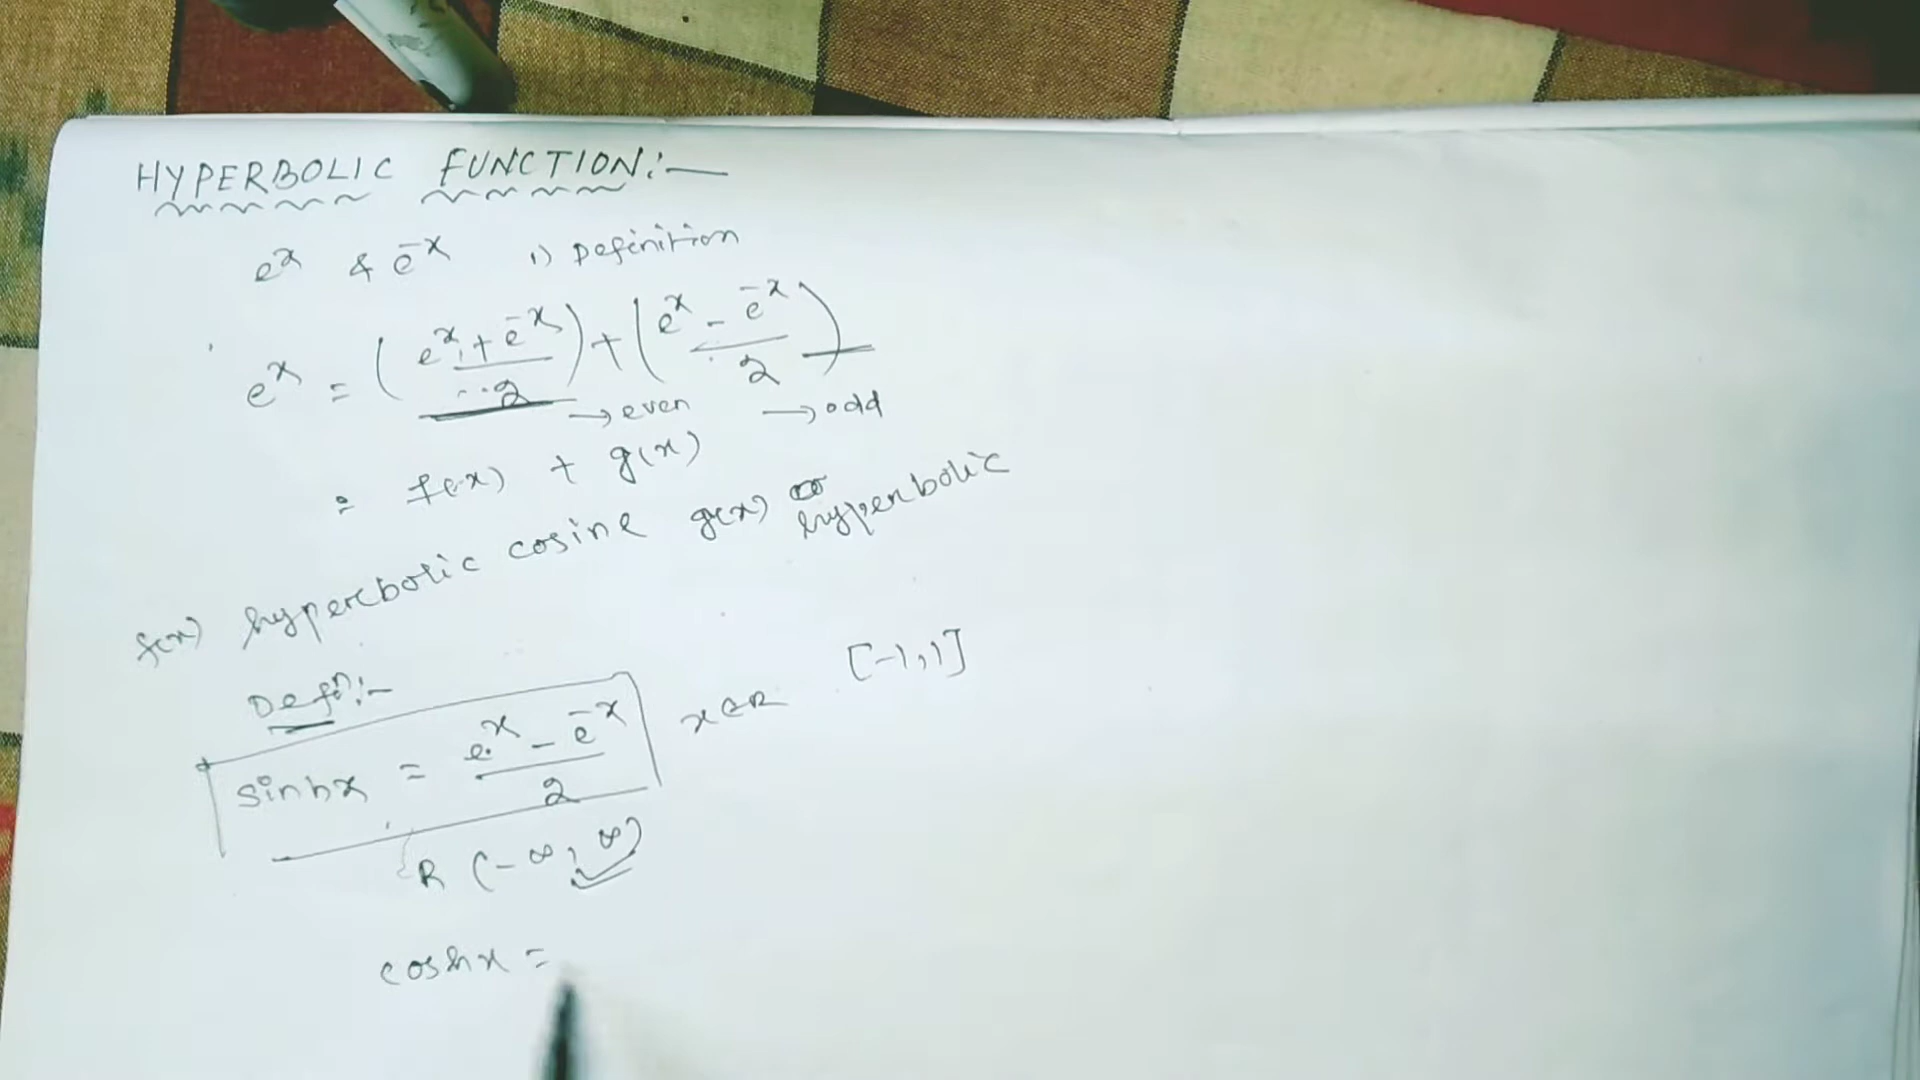 HYPERBOLIC FUNCTION:—
e^x & e^-x 1) Definition
e^x = ((e^x + e^-x)/2) + ((e^x - e^-x)/2)
→ even → odd
= f(x) + g(x)
f(x) hyperbolic cosine g(x) hyperbolic
Defn:-
sinhx = (e^x - e^-x)/2 x∈R [-1,1]
R (-∞, ∞)
coshx =